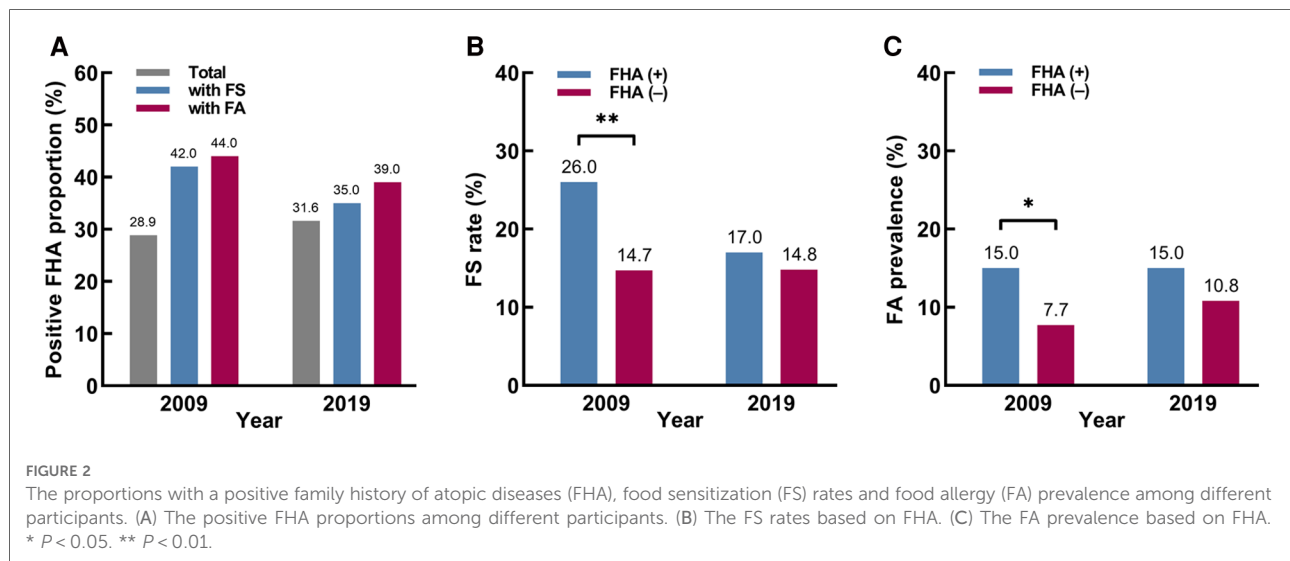 A
Positive FHA proportion (%)
60
50
40
30
20
10
0
Total
with FS
with FA
28.9
42.0
44.0
31.6
35.0
39.0
2009
2019
Year
B
FS rate (%)
40
30
20
10
0
FHA (+)
FHA (–)
**
26.0
14.7
17.0
14.8
2009
2019
Year
C
FA prevalence (%)
40
30
20
10
0
FHA (+)
FHA (–)
*
15.0
7.7
15.0
10.8
2009
2019
Year
FIGURE 2
The proportions with a positive family history of atopic diseases (FHA), food sensitization (FS) rates and food allergy (FA) prevalence among different
participants. (A) The positive FHA proportions among different participants. (B) The FS rates based on FHA. (C) The FA prevalence based on FHA.
* P < 0.05. ** P < 0.01.